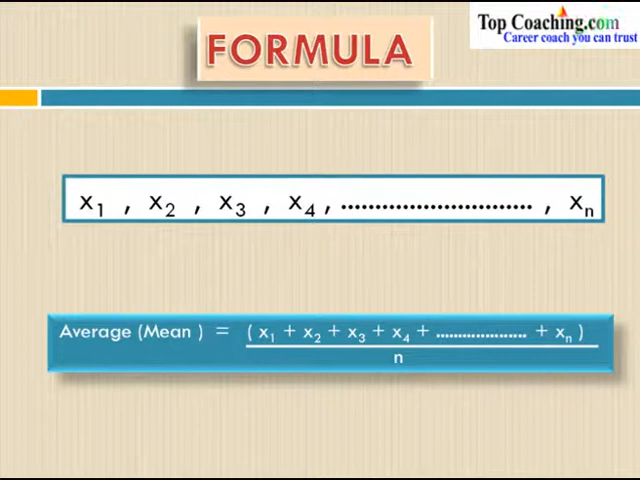 Top Coaching.com
Career coach you can trust
FORMULA
x₁ , x₂ , x₃ , x₄ , ............................ , xₙ
Average (Mean ) = ( x₁ + x₂ + x₃ + x₄ + ...................... + xₙ )
n